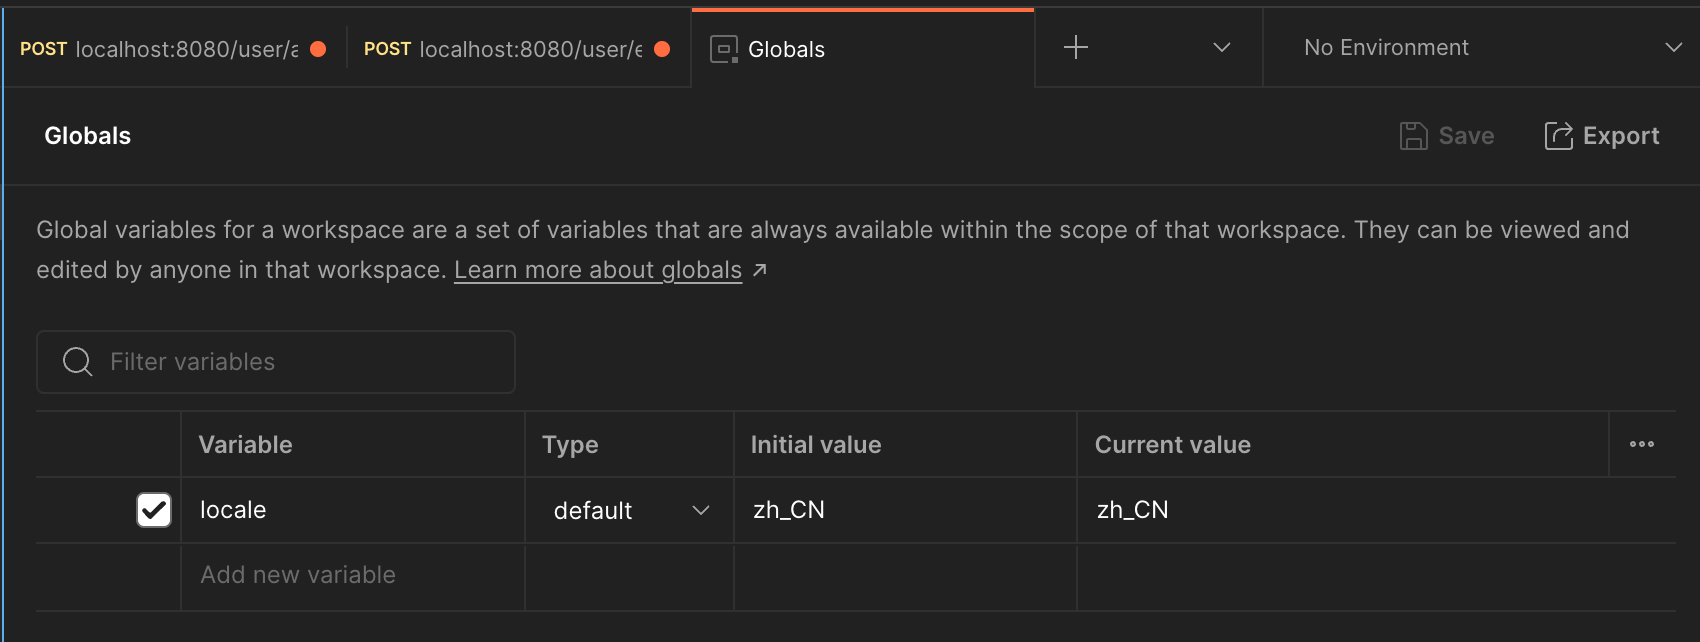 POST localhost:8080/user/a POST localhost:8080/user/e Globals No Environment
Globals Save Export
Global variables for a workspace are a set of variables that are always available within the scope of that workspace. They can be viewed and
edited by anyone in that workspace. Learn more about globals ↗
Filter variables
Variable Type Initial value Current value
locale default zh_CN zh_CN
Add new variable